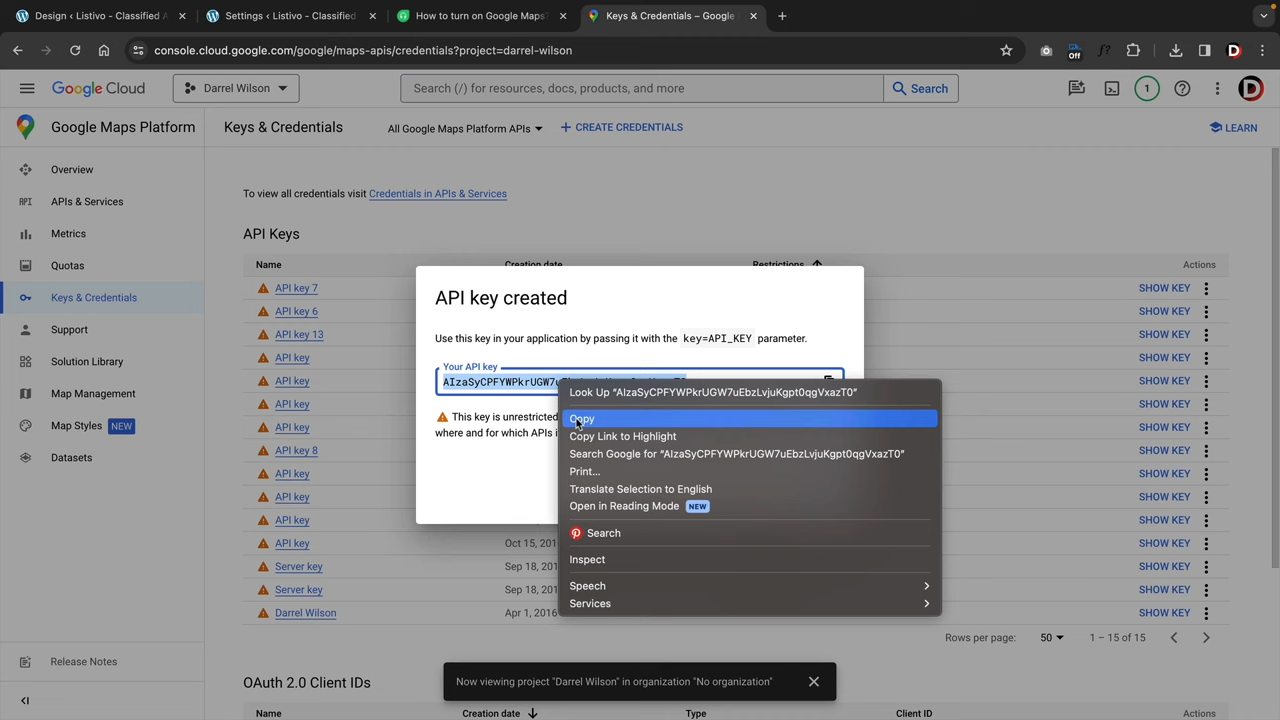 Design ‹ Listivo - Classified A
Settings ‹ Listivo - Classified
How to turn on Google Maps?
Keys & Credentials – Google
console.cloud.google.com/google/maps-apis/credentials?project=darrel-wilson
Off
f?
D
Google Cloud
Darrel Wilson
Search (/) for resources, docs, products, and more
Search
1
D
Google Maps Platform
Keys & Credentials
All Google Maps Platform APIs
CREATE CREDENTIALS
LEARN
Overview
API APIs & Services
Metrics
Quotas
Keys & Credentials
Support
Solution Library
Map Management
Map Styles NEW
Datasets
Release Notes
To view all credentials visit Credentials in APIs & Services
API Keys
Name Creation date Restrictions Actions
API key 7 SHOW KEY
API key 6 SHOW KEY
API key 13 SHOW KEY
API key SHOW KEY
API key SHOW KEY
API key SHOW KEY
API key SHOW KEY
API key 8 SHOW KEY
API key SHOW KEY
API key SHOW KEY
API key SHOW KEY
API key Oct 15, 201 SHOW KEY
Server key Sep 18, 201 SHOW KEY
Server key Sep 18, 201 SHOW KEY
Darrel Wilson Apr 1, 2016 SHOW KEY
Rows per page: 50 1 – 15 of 15
OAuth 2.0 Client IDs
Name Creation date Type Client ID Actions
API key created
Use this key in your application by passing it with the key=API_KEY parameter.
Your API key
AIzaSyCPFYWPkrUGW7u
This key is unrestricted
where and for which APIs i
Look Up “AIzaSyCPFYWPkrUGW7uEbzLvjuKgpt0qgVxazT0”
Copy
Copy Link to Highlight
Search Google for “AIzaSyCPFYWPkrUGW7uEbzLvjuKgpt0qgVxazT0”
Print...
Translate Selection to English
Open in Reading Mode NEW
Search
Inspect
Speech
Services
Now viewing project "Darrel Wilson" in organization "No organization"